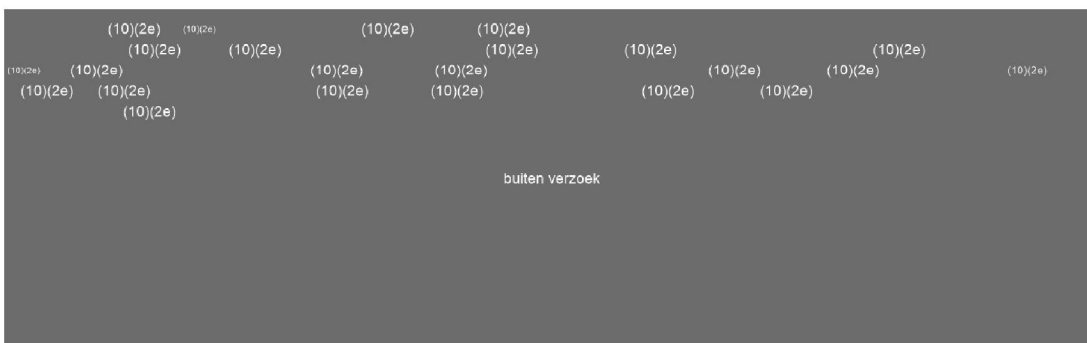 (10)(2e) (10)(2e) (10)(2e) (10)(2e)
(10)(2e) (10)(2e) (10)(2e) (10)(2e) (10)(2e)
(10)(2e) (10)(2e) (10)(2e) (10)(2e) (10)(2e) (10)(2e) (10)(2e)
(10)(2e) (10)(2e) (10)(2e) (10)(2e) (10)(2e) (10)(2e)
(10)(2e)
buiten verzoek